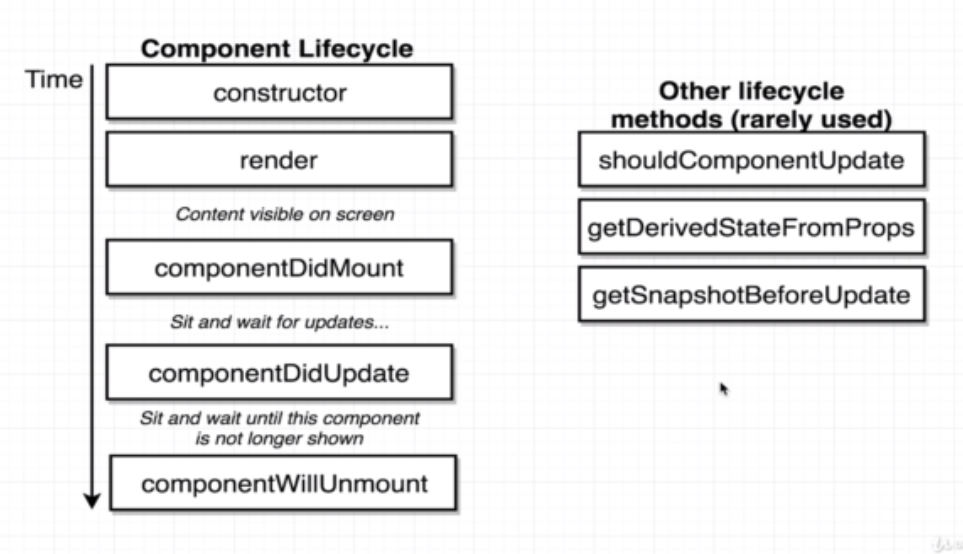 Component Lifecycle
Time
constructor
render
Content visible on screen
componentDidMount
Sit and wait for updates...
componentDidUpdate
Sit and wait until this component
is not longer shown
componentWillUnmount
Other lifecycle
methods (rarely used)
shouldComponentUpdate
getDerivedStateFromProps
getSnapshotBeforeUpdate